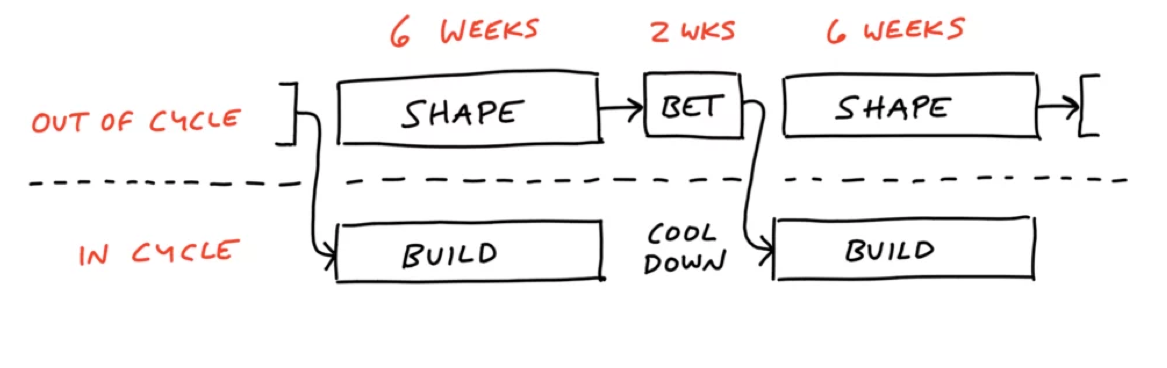 6 WEEKS 2 WKS 6 WEEKS
OUT OF CYCLE SHAPE BET SHAPE
IN CYCLE BUILD COOL DOWN BUILD